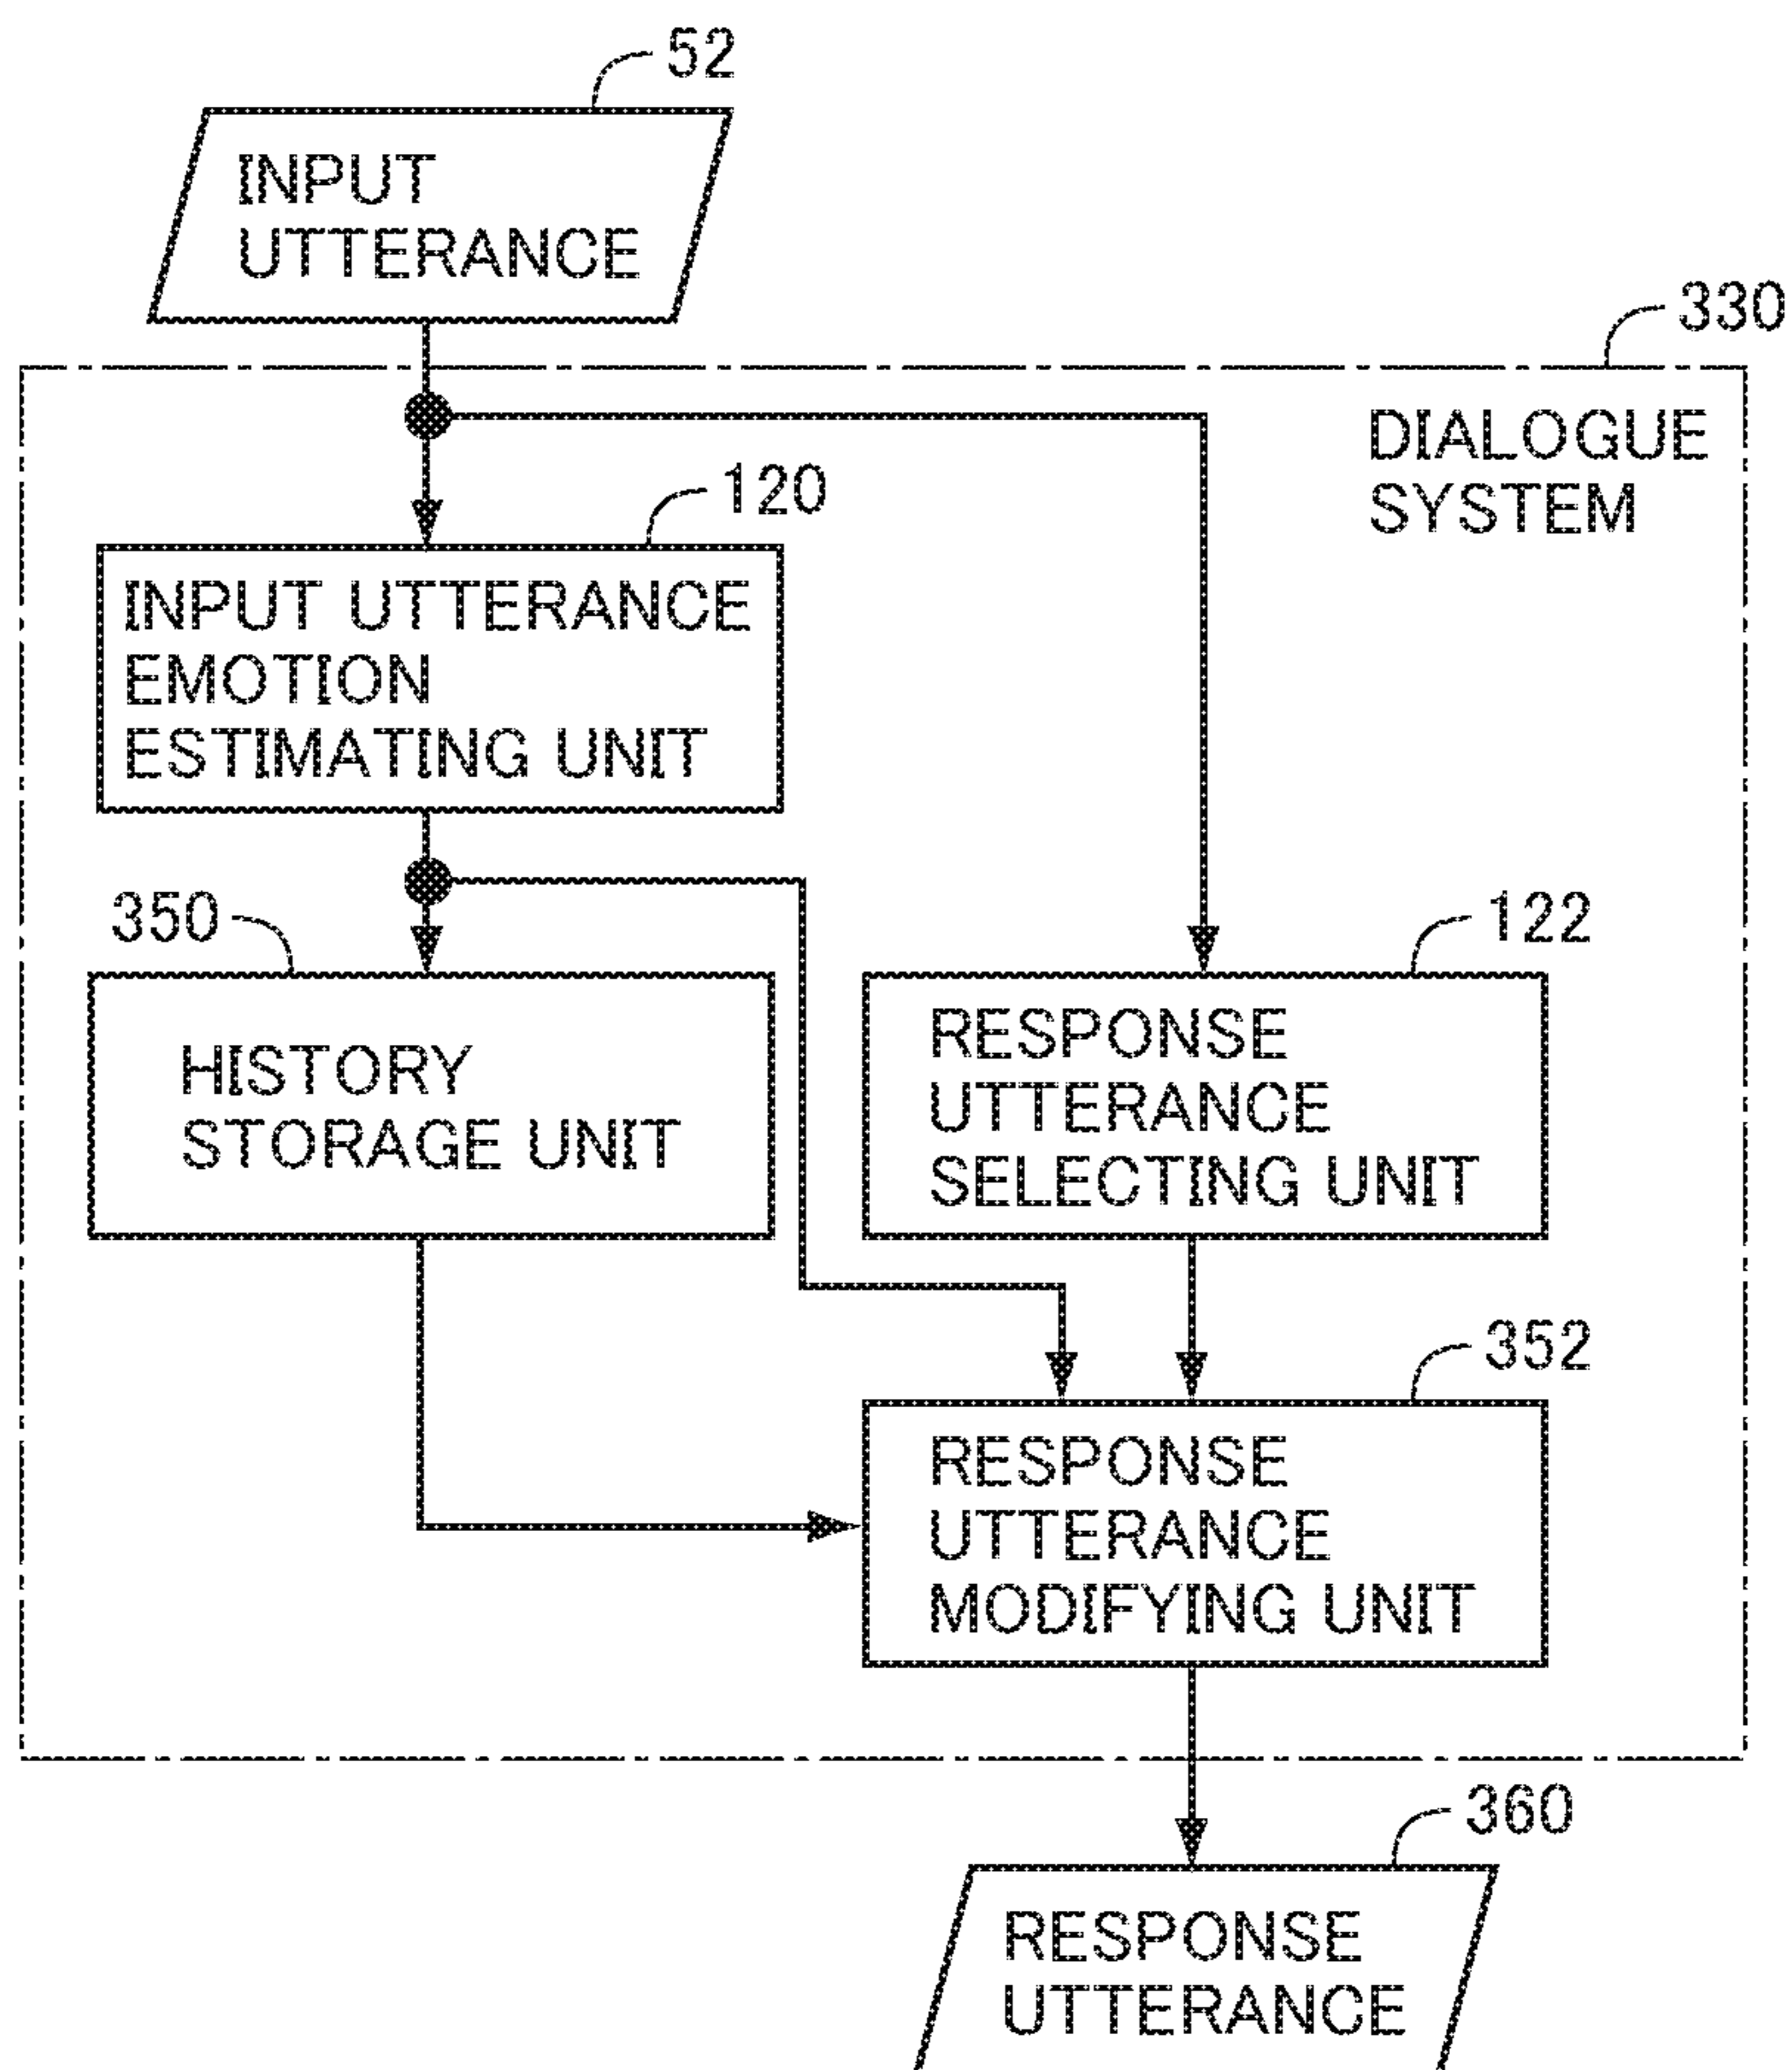 52
INPUT
UTTERANCE
330
DIALOGUE
SYSTEM
120
INPUT UTTERANCE
EMOTION
ESTIMATING UNIT
350
HISTORY
STORAGE UNIT
122
RESPONSE
UTTERANCE
SELECTING UNIT
352
RESPONSE
UTTERANCE
MODIFYING UNIT
360
RESPONSE
UTTERANCE